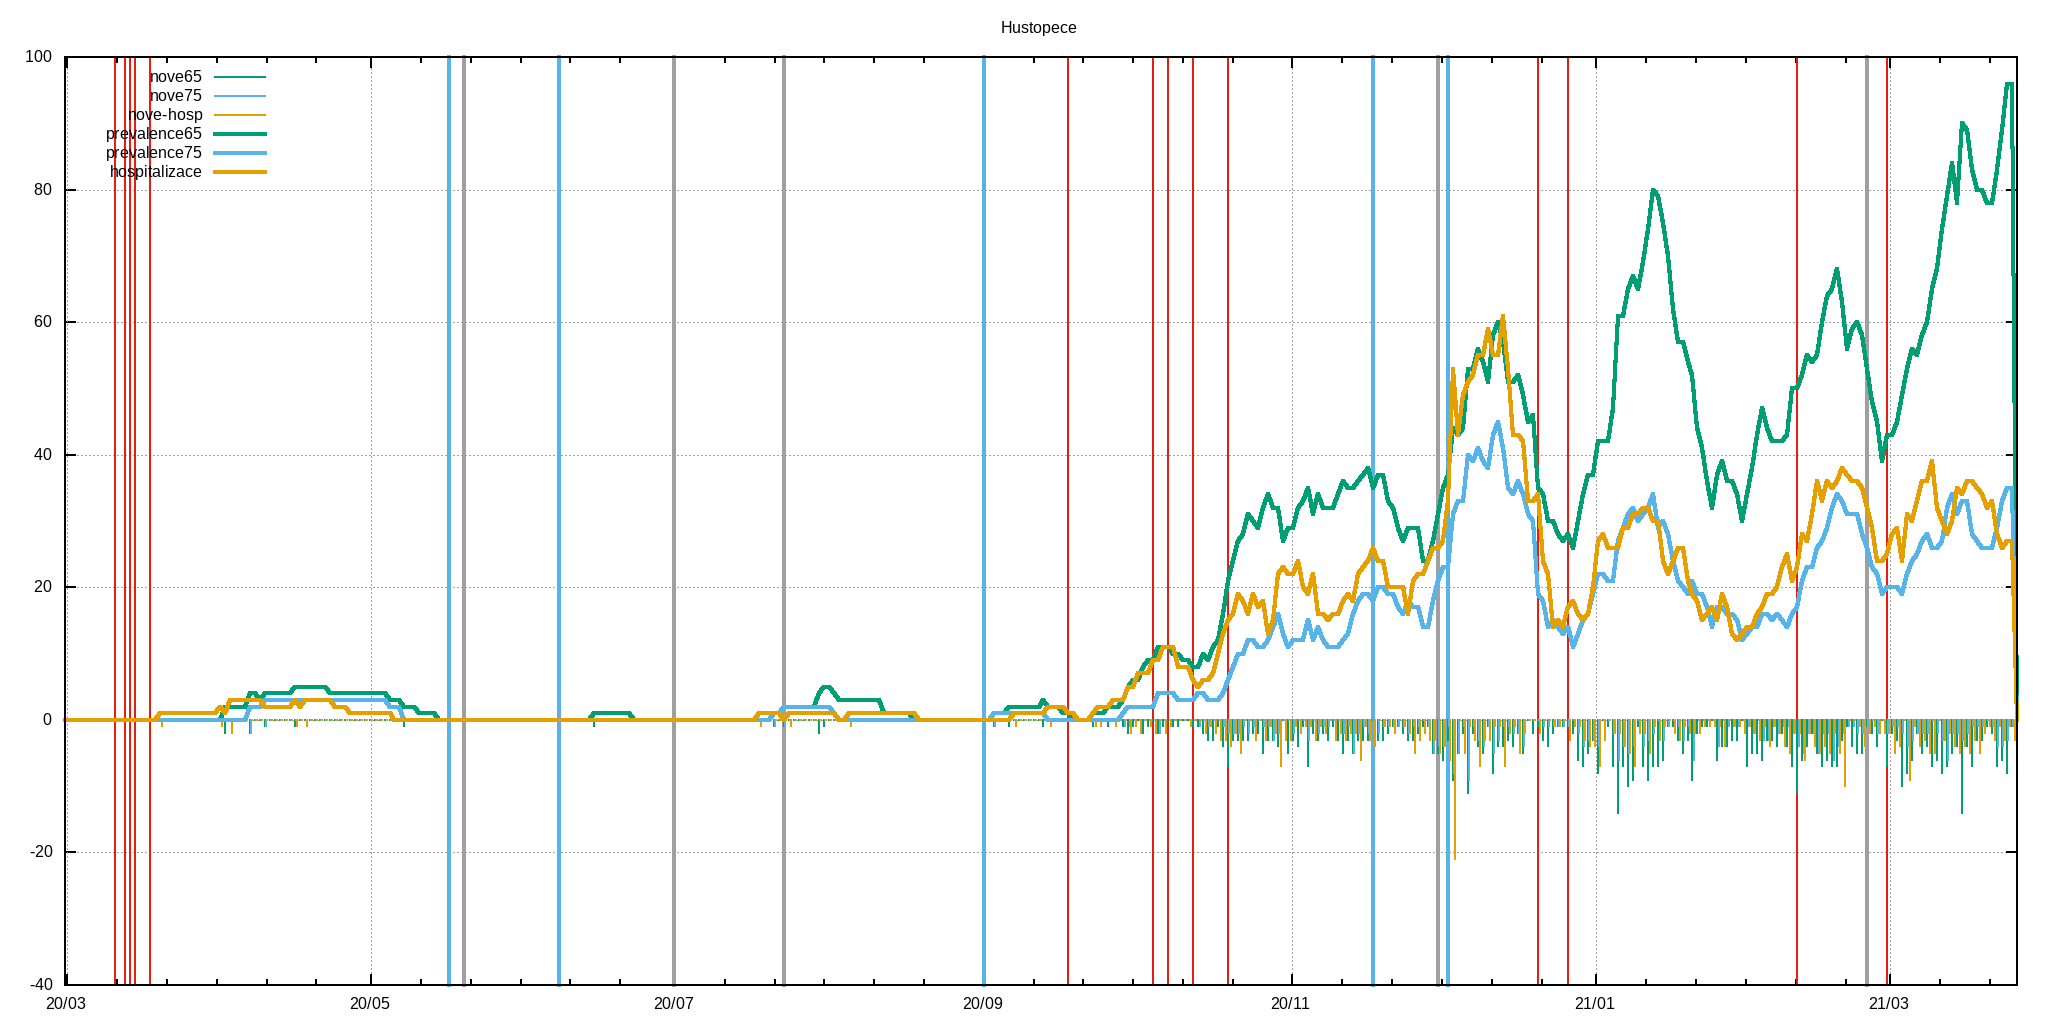 Hustopece
100
80
60
40
20
0
-20
-40
nove65
nove75
nove-hosp
prevalence65
prevalence75
hospitalizace
20/03 20/05 20/07 20/09 20/11 21/01 21/03